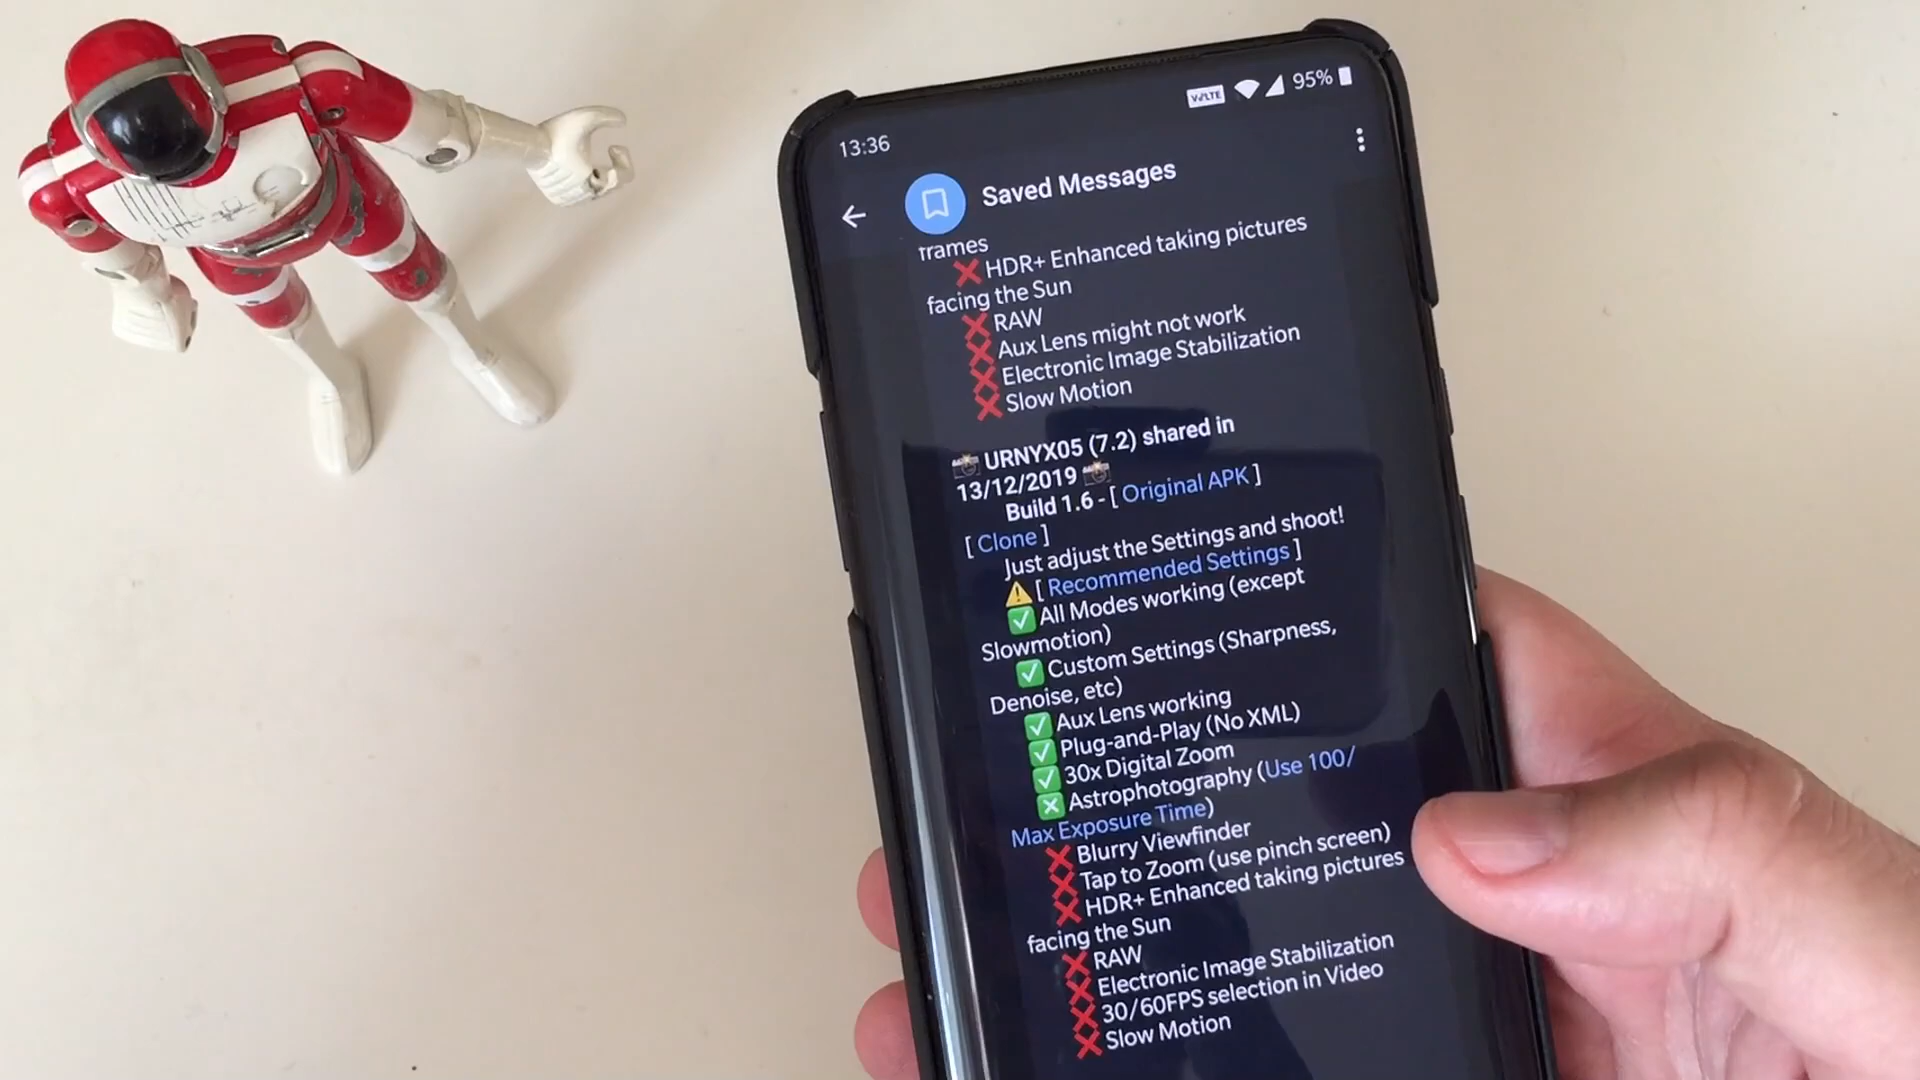 13:36
VoLTE
95%
Saved Messages
frames
❌ HDR+ Enhanced taking pictures
facing the Sun
❌ RAW
❌ Aux Lens might not work
❌ Electronic Image Stabilization
❌ Slow Motion
📸 URNYX05 (7.2) shared in
13/12/2019 📸
Build 1.6 - [ Original APK ]
[ Clone ]
Just adjust the Settings and shoot!
⚠️ [ Recommended Settings ]
✅ All Modes working (except
Slowmotion)
✅ Custom Settings (Sharpness,
Denoise, etc)
✅ Aux Lens working
✅ Plug-and-Play (No XML)
✅ 30x Digital Zoom
❎ Astrophotography (Use 100/
Max Exposure Time)
❌ Blurry Viewfinder
❌ Tap to Zoom (use pinch screen)
❌ HDR+ Enhanced taking pictures
facing the Sun
❌ RAW
❌ Electronic Image Stabilization
❌ 30/60FPS selection in Video
❌ Slow Motion